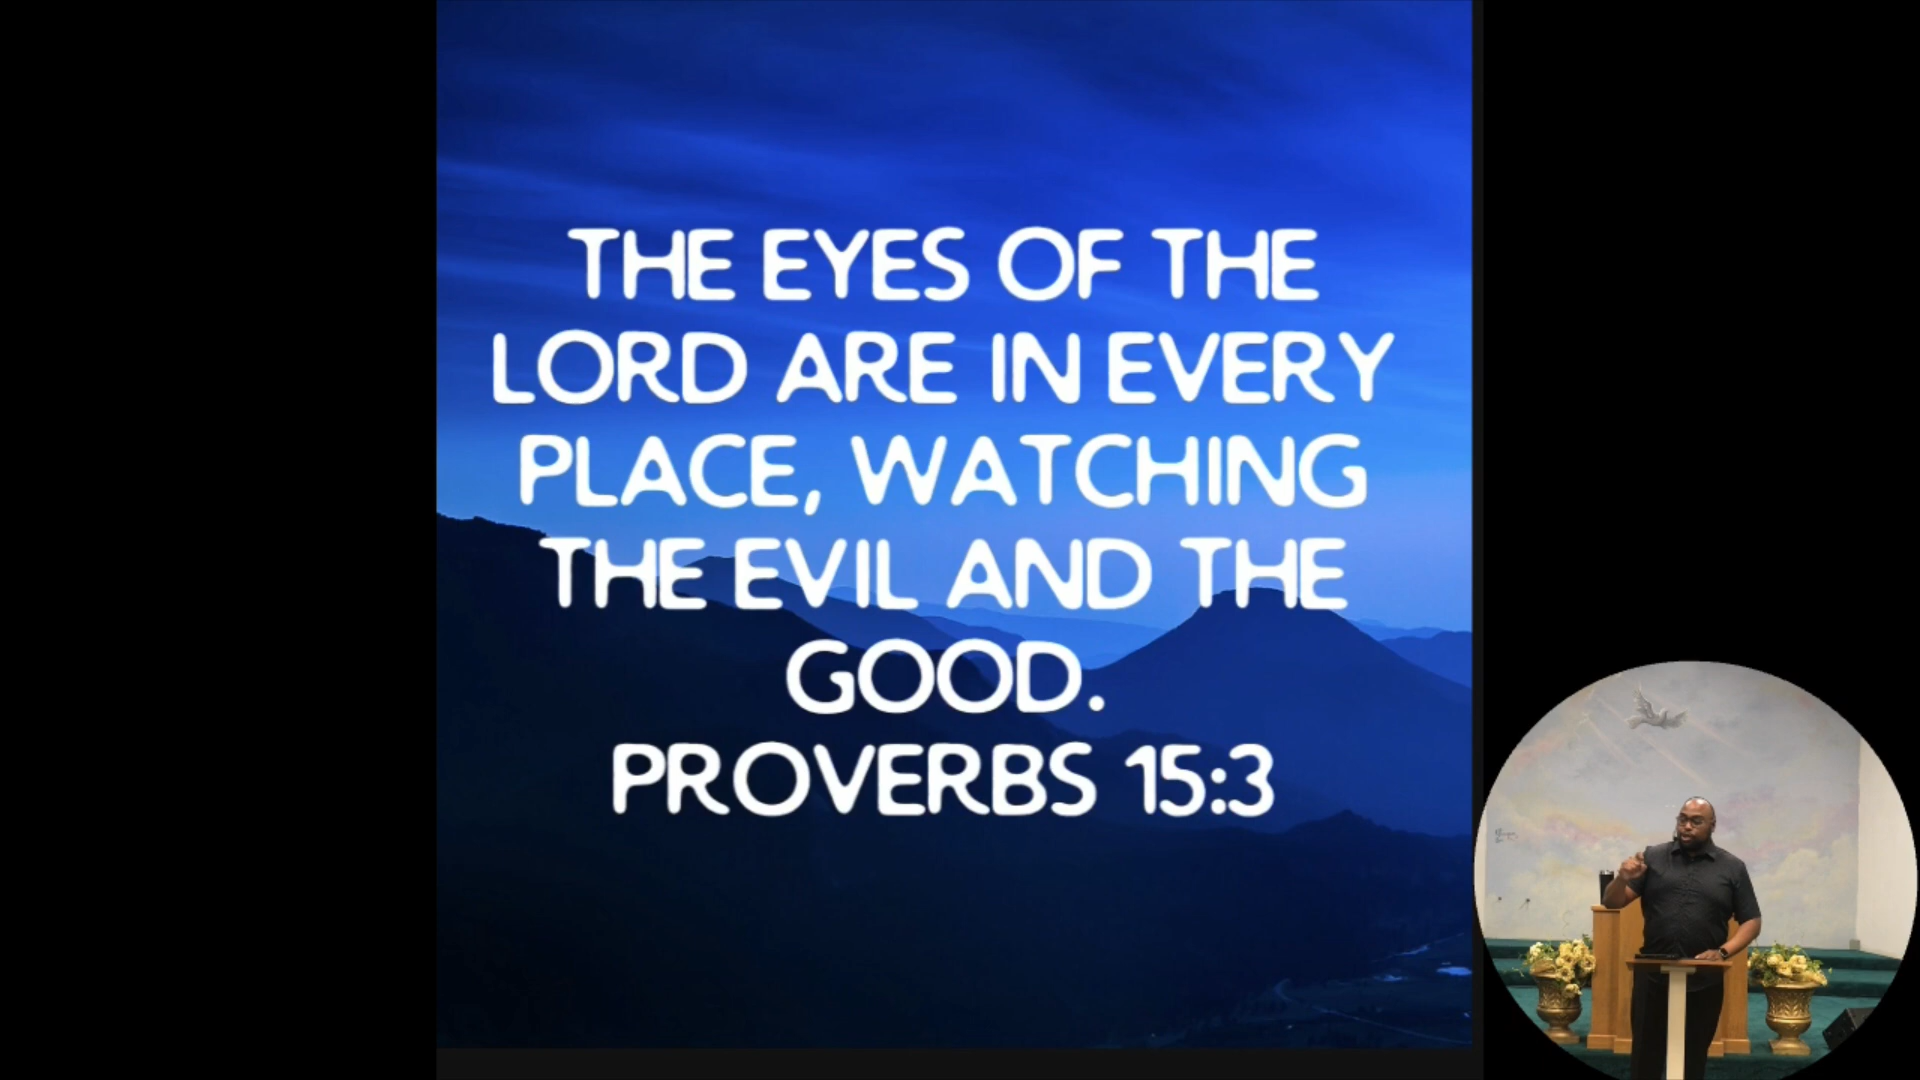 THE EYES OF THE
LORD ARE IN EVERY
PLACE, WATCHING
THE EVIL AND THE
GOOD.
PROVERBS 15:3